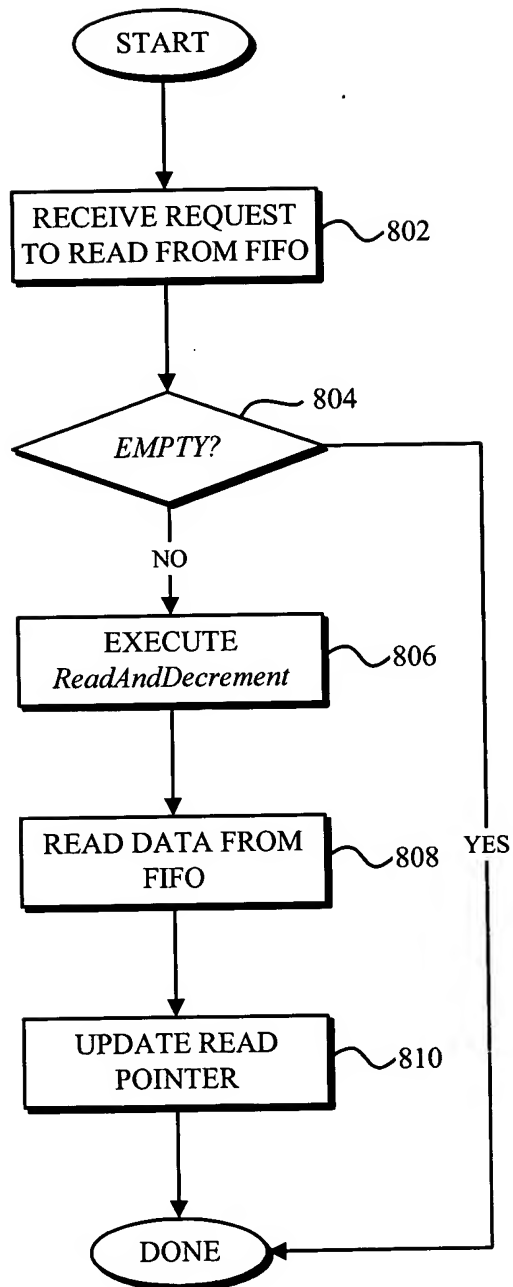 START
RECEIVE REQUEST
TO READ FROM FIFO
802
804
EMPTY?
NO
EXECUTE
ReadAndDecrement
806
READ DATA FROM
FIFO
808
YES
UPDATE READ
POINTER
810
DONE